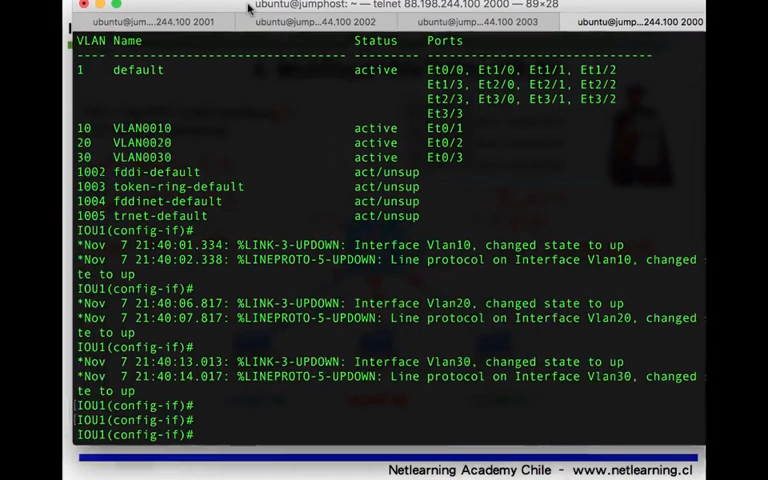 ubuntu@jumphost: ~ — telnet 88.198.244.100 2000 — 89×28
ubuntu@jum....244.100 2001
ubuntu@jump...44.100 2002
ubuntu@jump...44.100 2003
ubuntu@jump...244.100 2000
VLAN Name Status Ports
1 default active Et0/0, Et1/0, Et1/1, Et1/2
Et1/3, Et2/0, Et2/1, Et2/2
Et2/3, Et3/0, Et3/1, Et3/2
Et3/3
10 VLAN0010 active Et0/1
20 VLAN0020 active Et0/2
30 VLAN0030 active Et0/3
1002 fddi-default act/unsup
1003 token-ring-default act/unsup
1004 fddinet-default act/unsup
1005 trnet-default act/unsup
IOU1(config-if)#
*Nov 7 21:40:01.334: %LINK-3-UPDOWN: Interface Vlan10, changed state to up
*Nov 7 21:40:02.338: %LINEPROTO-5-UPDOWN: Line protocol on Interface Vlan10, changed s
te to up
IOU1(config-if)#
*Nov 7 21:40:06.817: %LINK-3-UPDOWN: Interface Vlan20, changed state to up
*Nov 7 21:40:07.817: %LINEPROTO-5-UPDOWN: Line protocol on Interface Vlan20, changed s
te to up
IOU1(config-if)#
*Nov 7 21:40:13.013: %LINK-3-UPDOWN: Interface Vlan30, changed state to up
*Nov 7 21:40:14.017: %LINEPROTO-5-UPDOWN: Line protocol on Interface Vlan30, changed s
te to up
IOU1(config-if)#
IOU1(config-if)#
IOU1(config-if)#
Netlearning Academy Chile - www.netlearning.cl